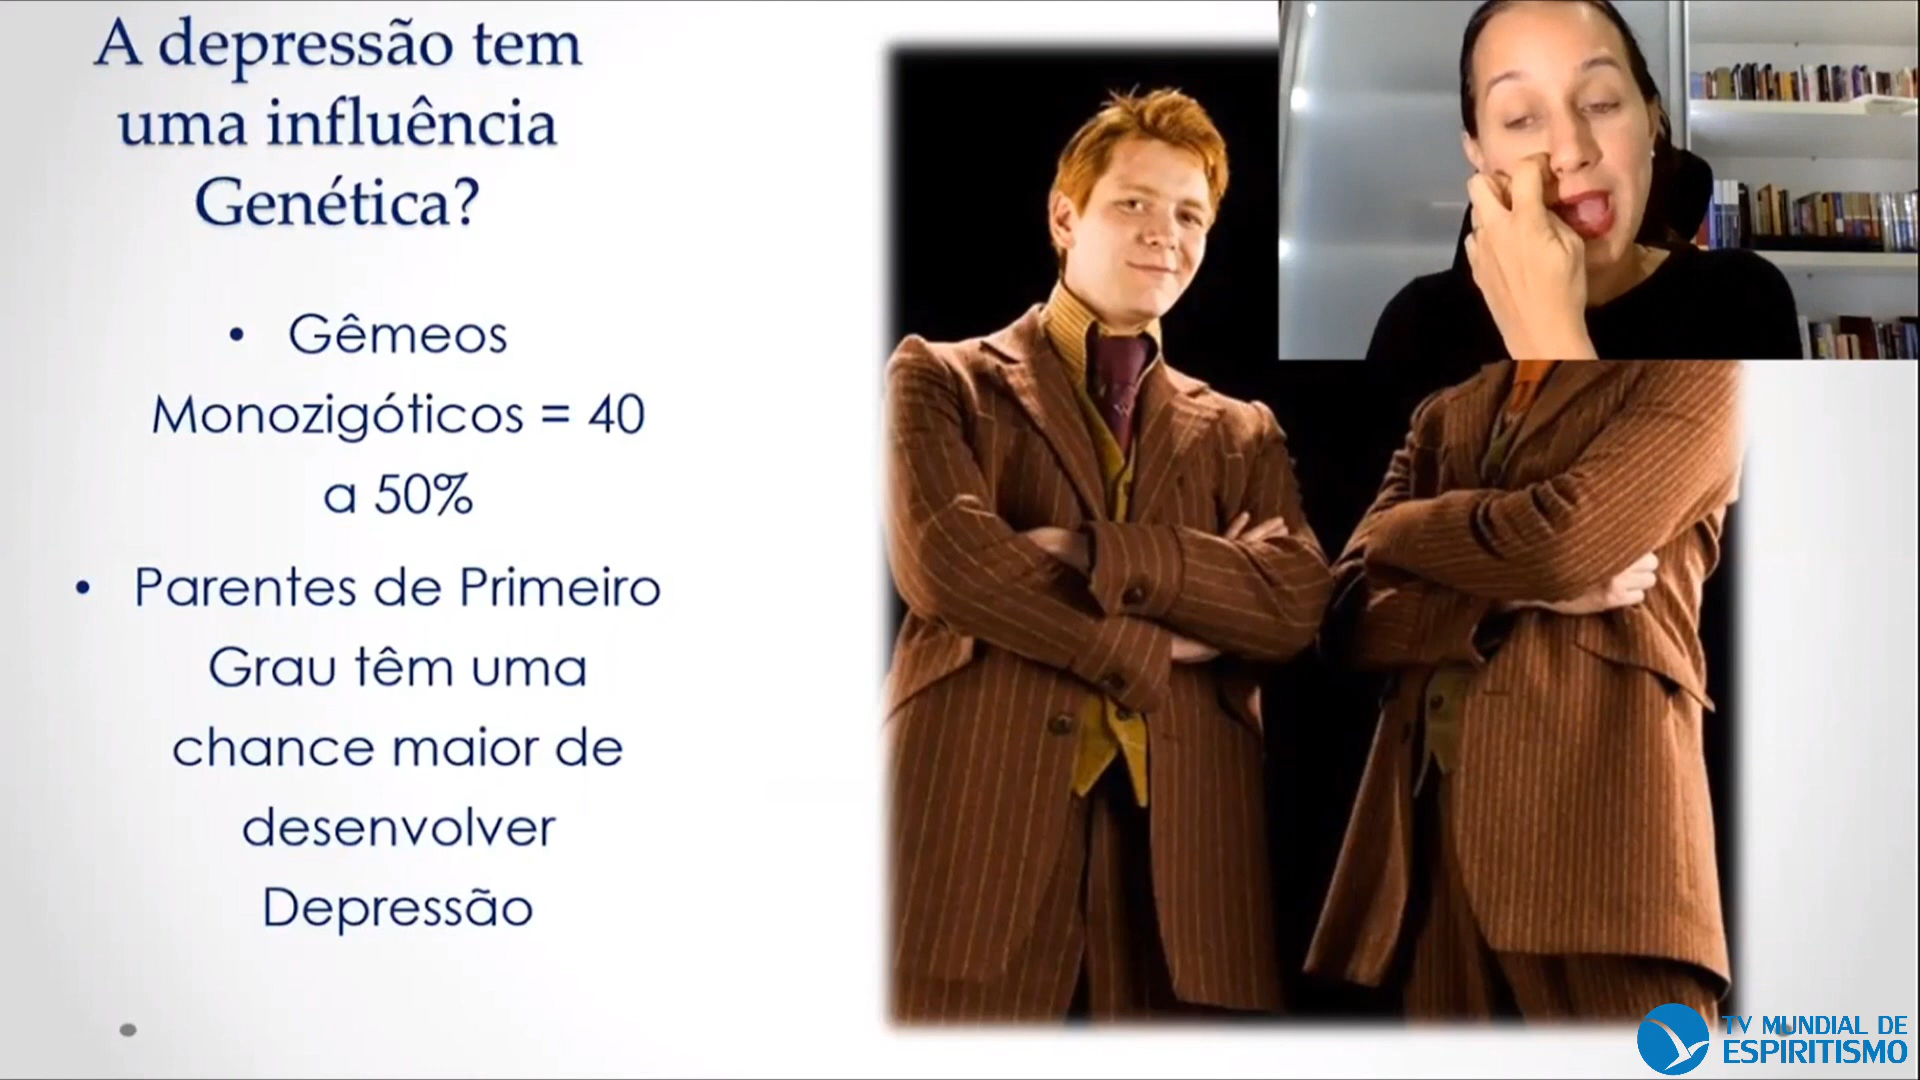 A depressão tem
uma influência
Genética?
• Gêmeos
Monozigóticos = 40
a 50%
• Parentes de Primeiro
Grau têm uma
chance maior de
desenvolver
Depressão
TV MUNDIAL DE
ESPIRITISMO